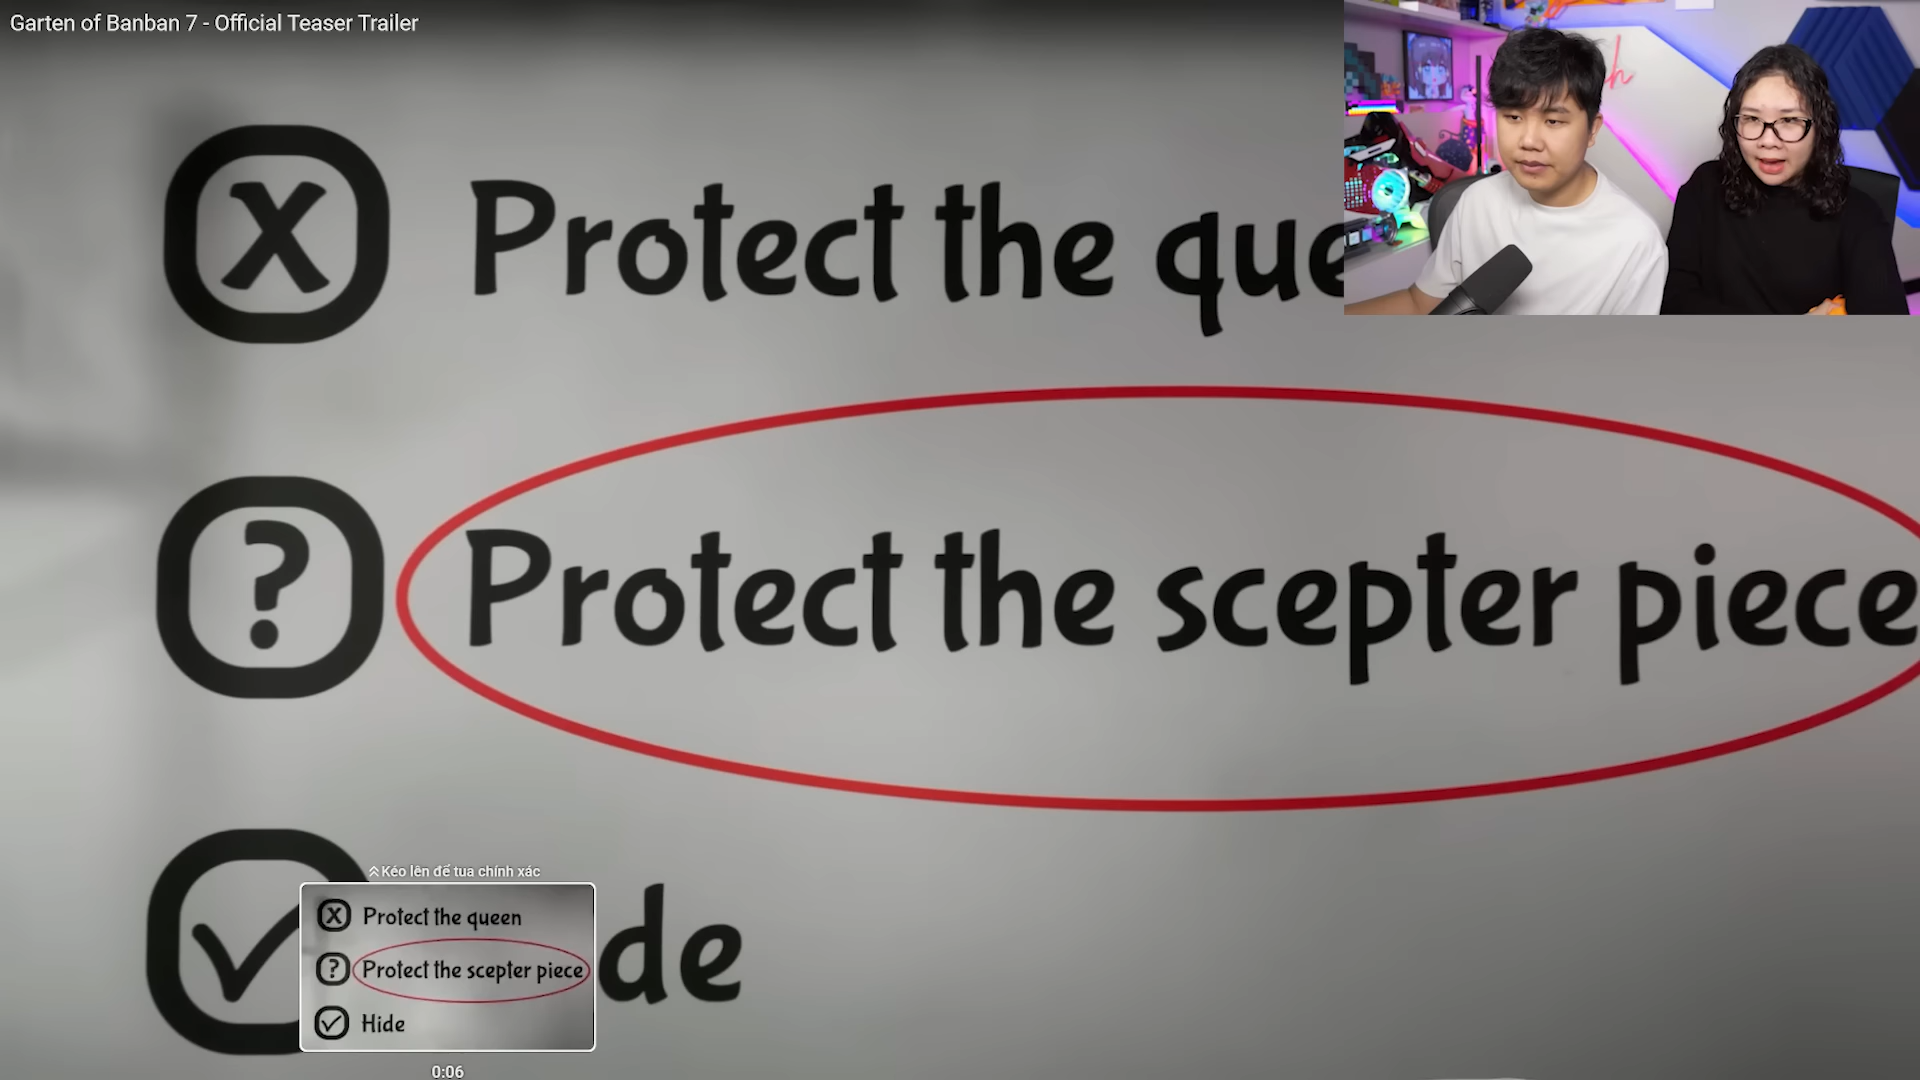 Garten of Banban 7 - Official Teaser Trailer
X Protect the que
? Protect the scepter piece
de
Kéo lên để tua chính xác
X Protect the queen
? Protect the scepter piece
Hide
0:06